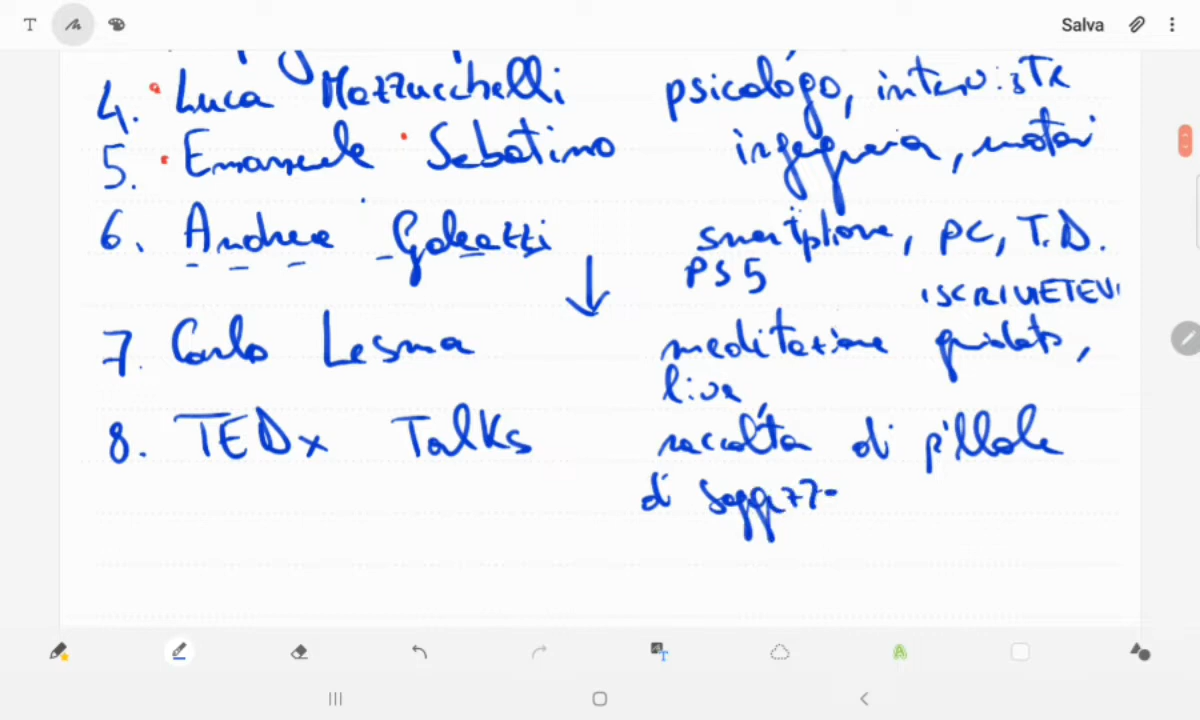 Salva
4. Luca Mazzucchelli psicologo, interviste
5. Emanuele Sabatino ingegneria, motori
6. Andrea Galeazzi smartphone, PC, T.D.
PS5
ISCRIVETEVI
7. Carlo Lesma meditazione guidata,
live
8. TEDx Talks raccolta di pillole
di saggezza